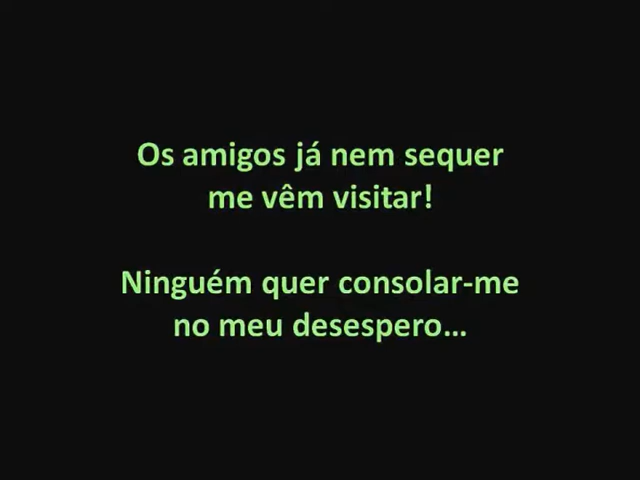 Os amigos já nem sequer
me vêm visitar!
Ninguém quer consolar-me
no meu desespero...